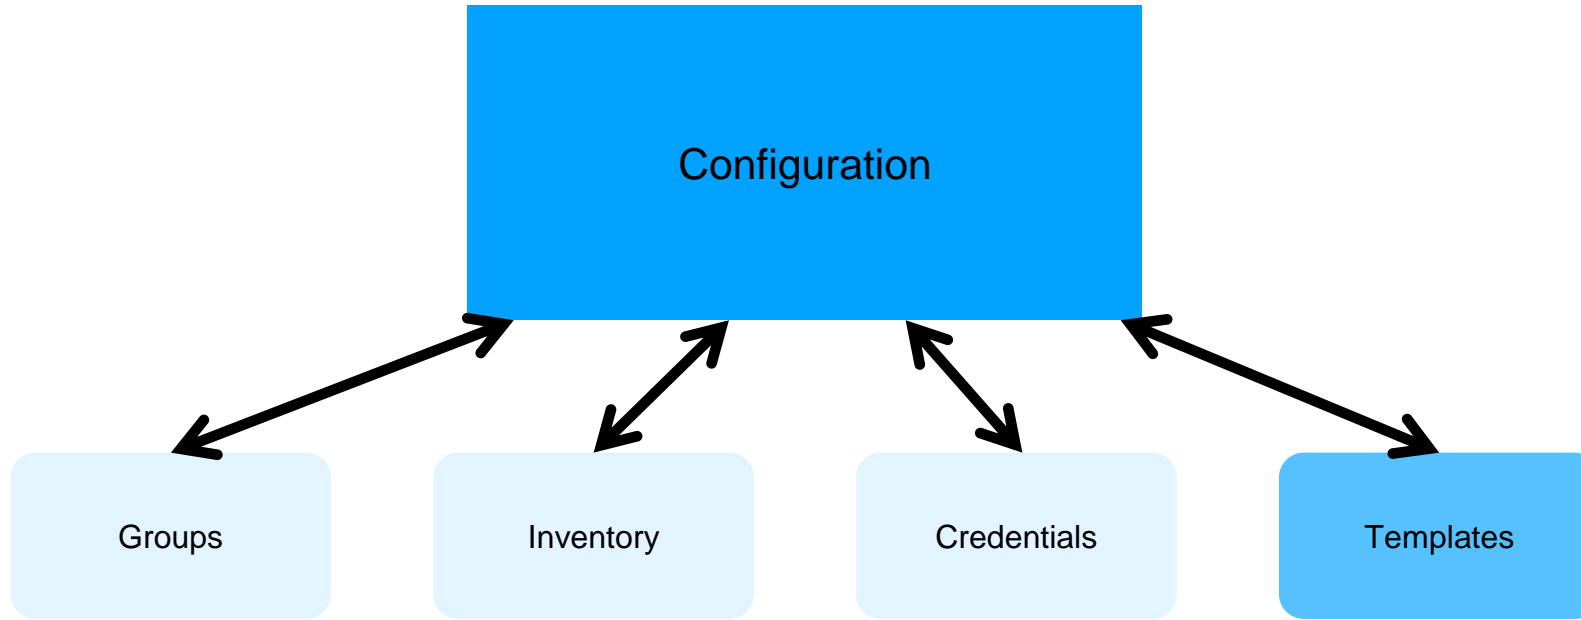 Configuration
Groups
Inventory
Credentials
Templates